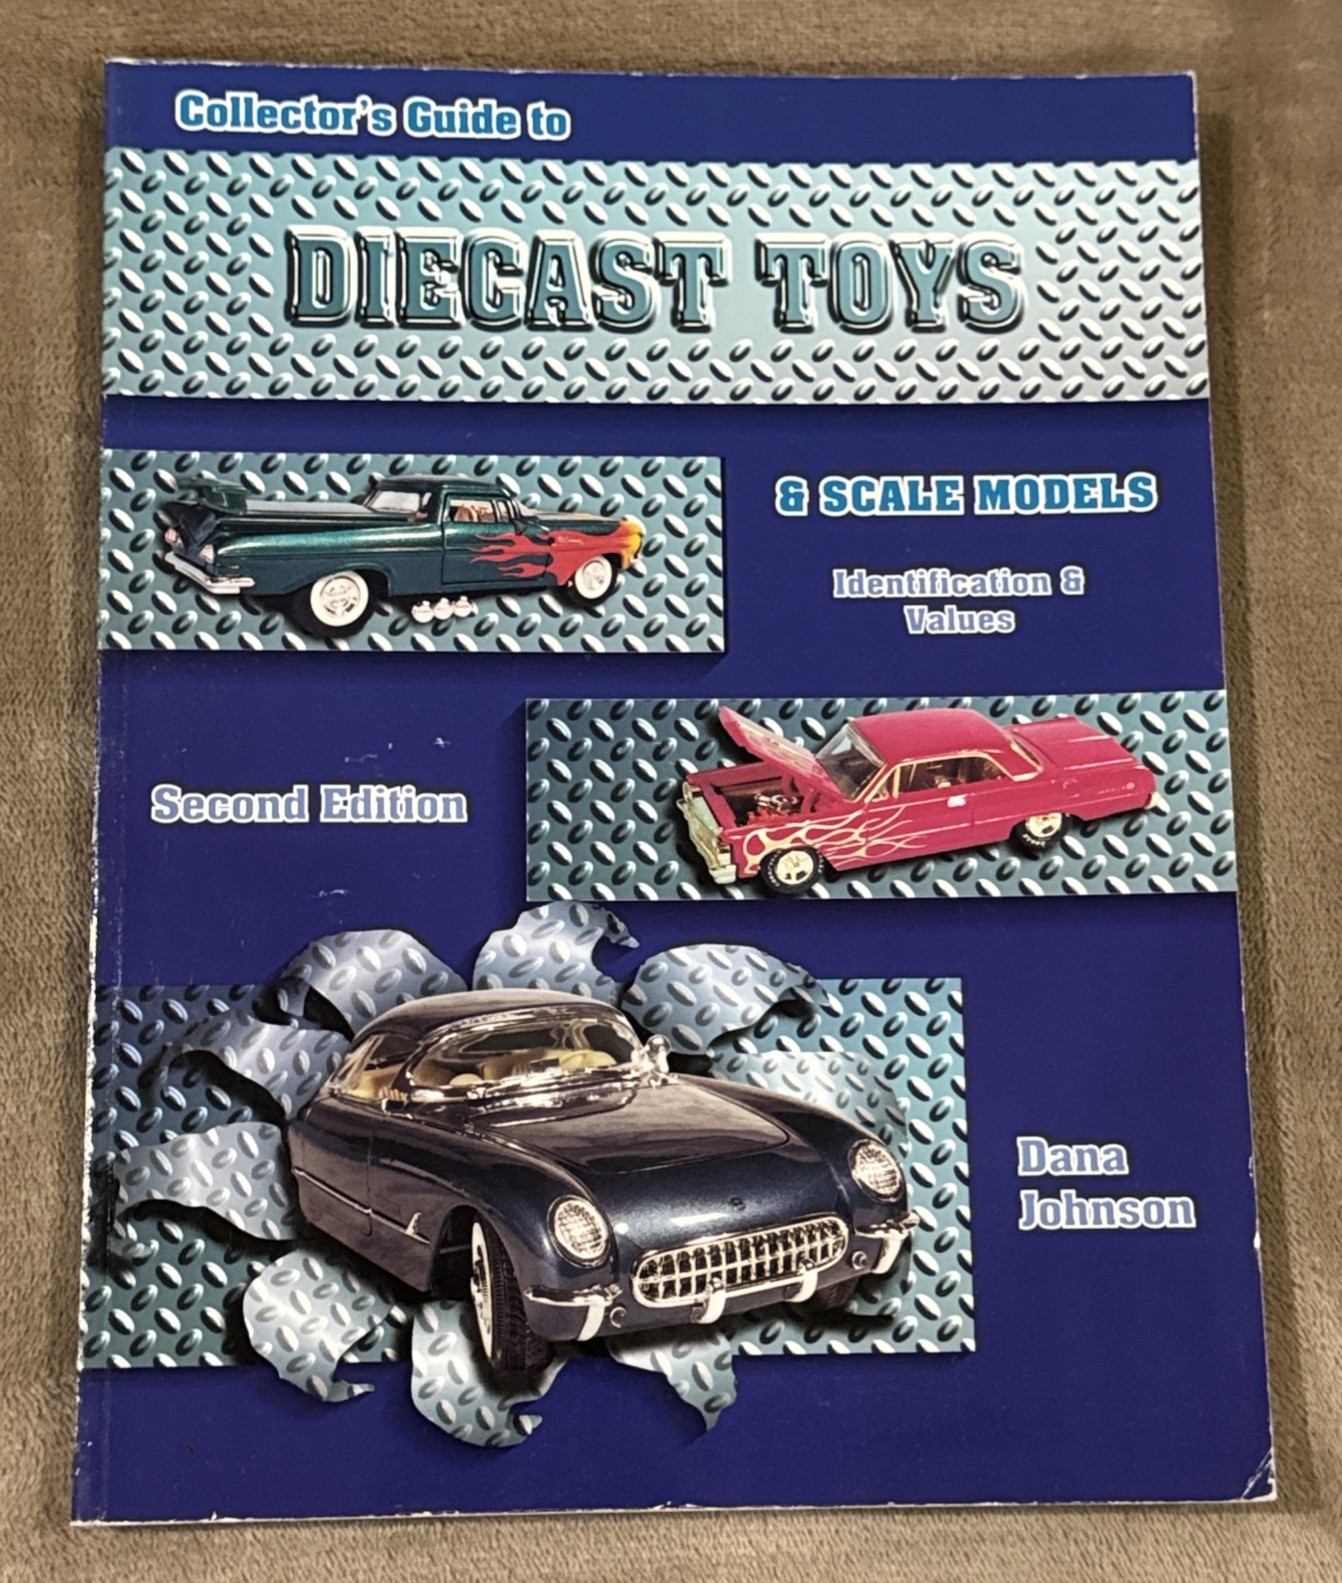 Collector's Guide to
DIECAST TOYS
& SCALE MODELS
Identification &
Values
Second Edition
Dana
Johnson